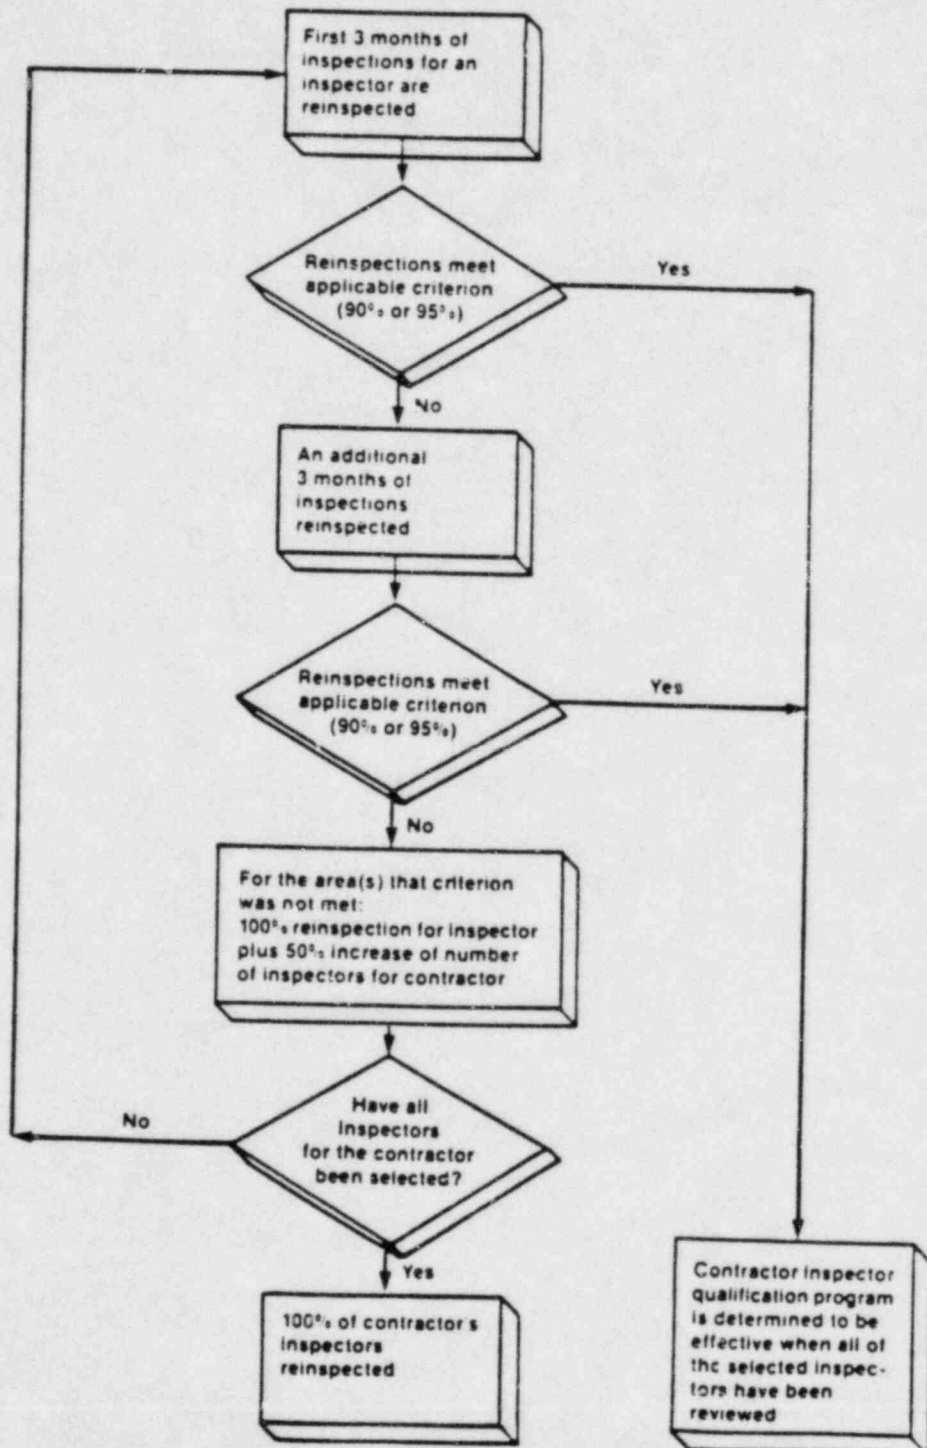 First 3 months of
inspections for an
inspector are
reinspected
Reinspections meet
applicable criterion
(90% or 95%)
Yes
No
An additional
3 months of
inspections
reinspected
Reinspections meet
applicable criterion
(90% or 95%)
Yes
No
For the area(s) that criterion
was not met:
100% reinspection for inspector
plus 50% increase of number
of inspectors for contractor
Have all
inspectors
for the contractor
been selected?
No
Yes
100% of contractor's
inspectors
reinspected
Contractor inspector
qualification program
is determined to be
effective when all of
the selected inspec-
tors have been
reviewed